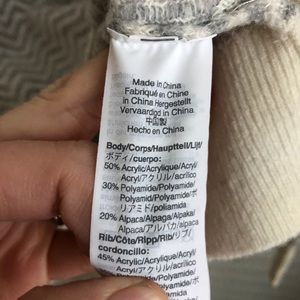 Made in China
Fabriqué en Chine
in China Hergestellt
Vervaardigd in China
中国製
Hecho en China
Body/Corps/Hauptteil/Lijf/
ボディ/cuerpo:
50% Acrylic/Acrylique/Acryl/
Acryl/アクリル/acrílico
30% Polyamide/Polyamide/
Polyamid/Polyamide/ポ
リアミド/poliamida
20% Alpaca/Alpaga/Alpaka/
Alpaca/アルパカ/alpaca
Rib/Côte/Ripp/Rib/リブ/
cordoncillo:
45% Acrylic/Acrylique/Acryl/
Acryl/アクリル/acrílico